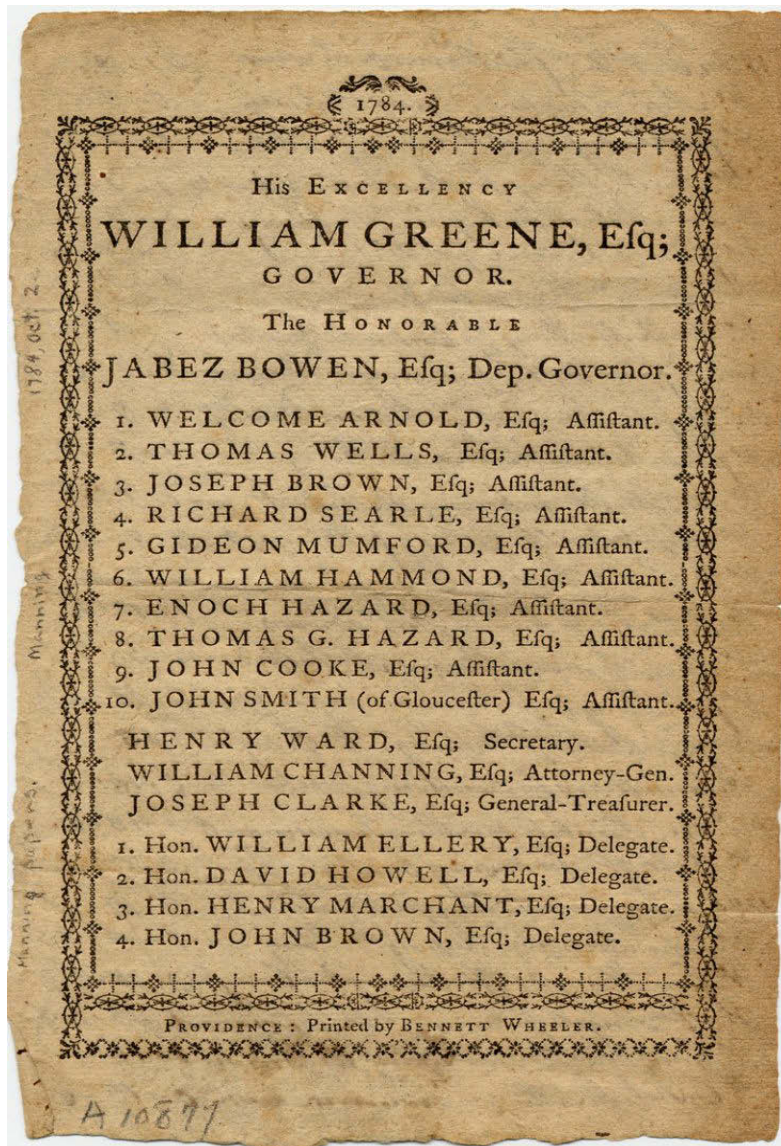 1784.
His EXCELLENCY
WILLIAM GREENE, Eſq;
GOVERNOR.
The HONORABLE
JABEZ BOWEN, Eſq; Dep. Governor.
1. WELCOME ARNOLD, Eſq; Aſſiſtant.
2. THOMAS WELLS, Eſq; Aſſiſtant.
3. JOSEPH BROWN, Eſq; Aſſiſtant.
4. RICHARD SEARLE, Eſq; Aſſiſtant.
5. GIDEON MUMFORD, Eſq; Aſſiſtant.
6. WILLIAM HAMMOND, Eſq; Aſſiſtant.
7. ENOCH HAZARD, Eſq; Aſſiſtant.
8. THOMAS G. HAZARD, Eſq; Aſſiſtant.
9. JOHN COOKE, Eſq; Aſſiſtant.
10. JOHN SMITH (of Glouceſter) Eſq; Aſſiſtant.
HENRY WARD, Eſq; Secretary.
WILLIAM CHANNING, Eſq; Attorney-Gen.
JOSEPH CLARKE, Eſq; General-Treaſurer.
1. Hon. WILLIAM ELLERY, Eſq; Delegate.
2. Hon. DAVID HOWELL, Eſq; Delegate.
3. Hon. HENRY MARCHANT, Eſq; Delegate.
4. Hon. JOHN BROWN, Eſq; Delegate.
PROVIDENCE: Printed by BENNETT WHEELER.
A 10877
Manning papers. Manning 1784, Oct. 2.